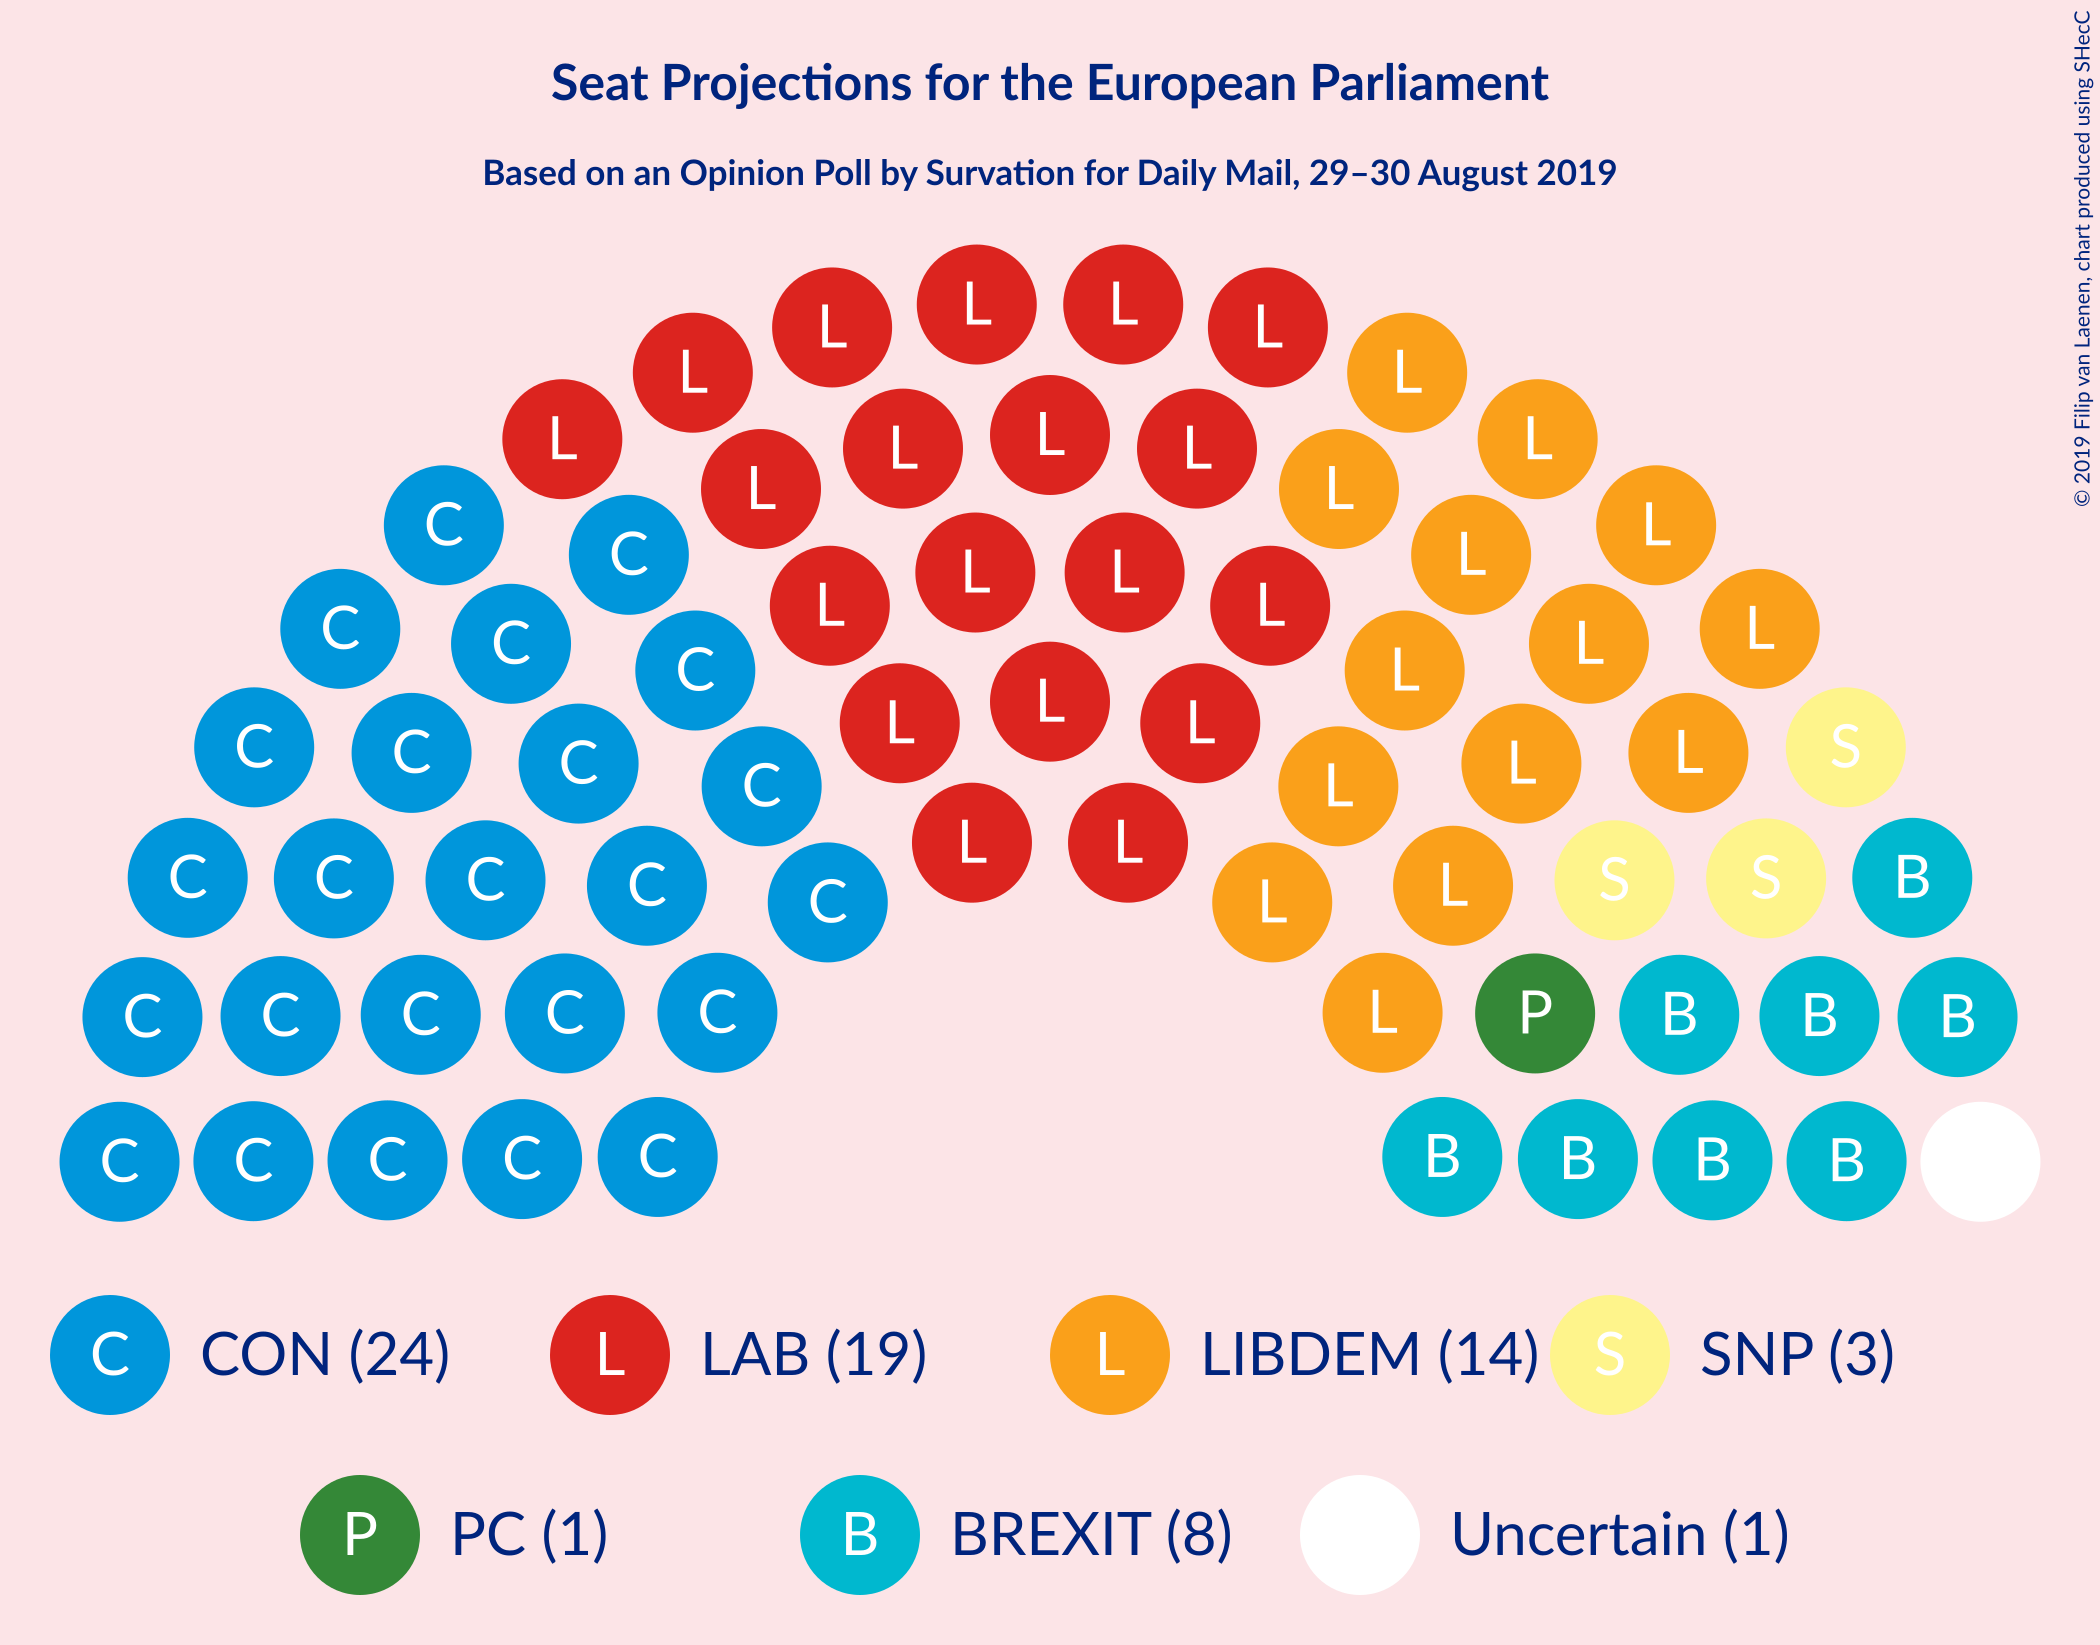 Seat Projections for the European Parliament
Based on an Opinion Poll by Survation for Daily Mail, 29–30 August 2019
© 2019 Filip van Laenen, chart produced using SHecC
L L L L
L L
L L L L L
C L L L
C L L L
C C L L L L
C L L
C C C C L L L L L S
C C C C C L L L L S S B
C C C C C L P B B B
C C C C C B B B B
C CON (24) L LAB (19) L LIBDEM (14) S SNP (3)
P PC (1) B BREXIT (8) Uncertain (1)